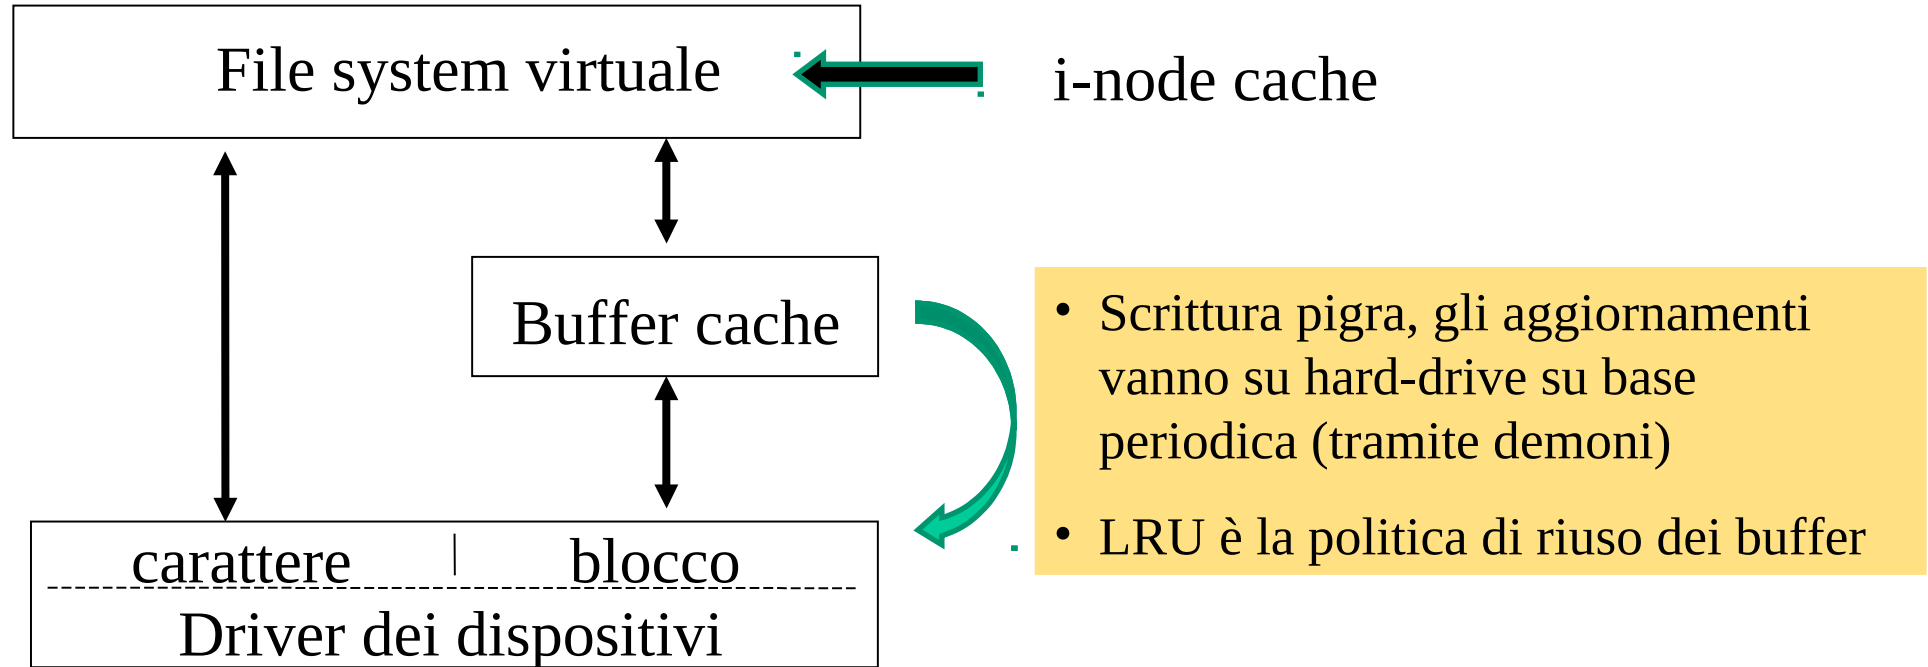 File system virtuale
i-node cache
Buffer cache
• Scrittura pigra, gli aggiornamenti
vanno su hard-drive su base
periodica (tramite demoni)
• LRU è la politica di riuso dei buffer
carattere
blocco
Driver dei dispositivi